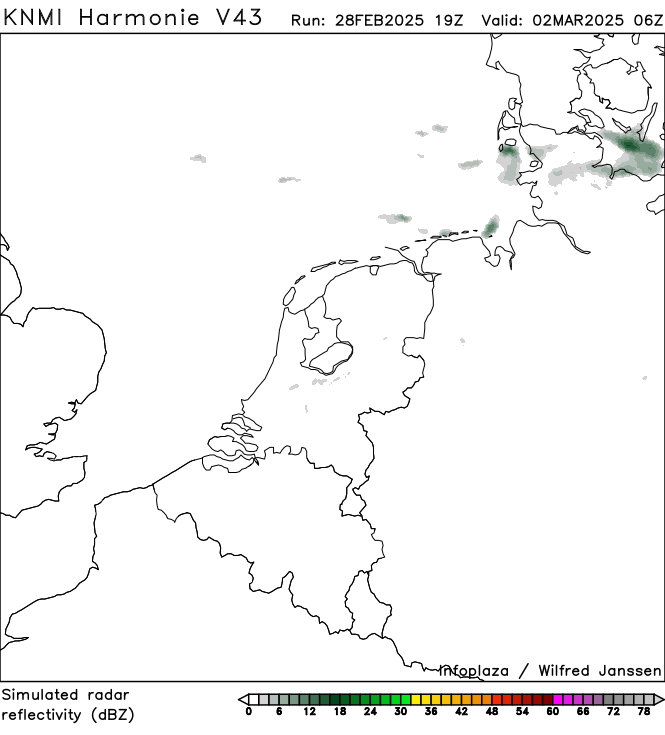 KNMI Harmonie V43 Run: 28FEB2025 19Z Valid: 02MAR2025 06Z
infoplaza / Wilfred Janssen
Simulated radar
reflectivity (dBZ)
0 6 12 18 24 30 36 42 48 54 60 66 72 78